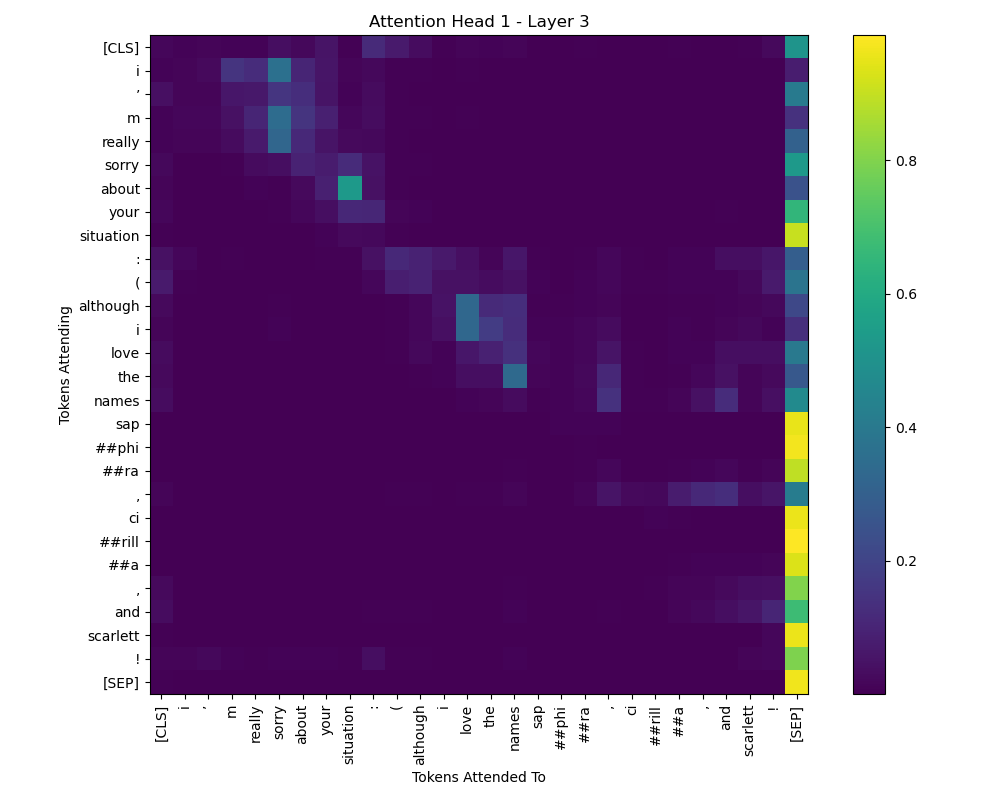 Attention Head 1 - Layer 3
Tokens Attending
[CLS]
i
’
m
really
sorry
about
your
situation
:
(
although
i
love
the
names
sap
##phi
##ra
,
ci
##rill
##a
,
and
scarlett
!
[SEP]
[CLS]
i
’
m
really
sorry
about
your
situation
:
(
although
i
love
the
names
sap
##phi
##ra
,
ci
##rill
##a
,
and
scarlett
!
[SEP]
Tokens Attended To
0.8
0.6
0.4
0.2